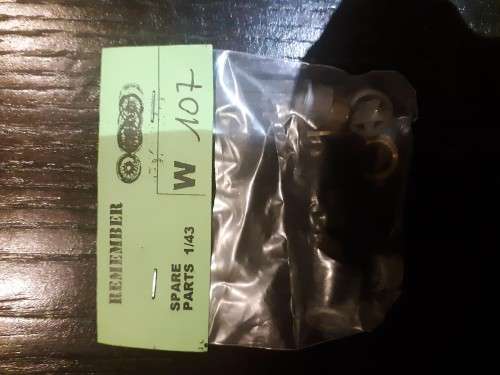 REMEMBER
SPARE
PARTS 1/43
W 107